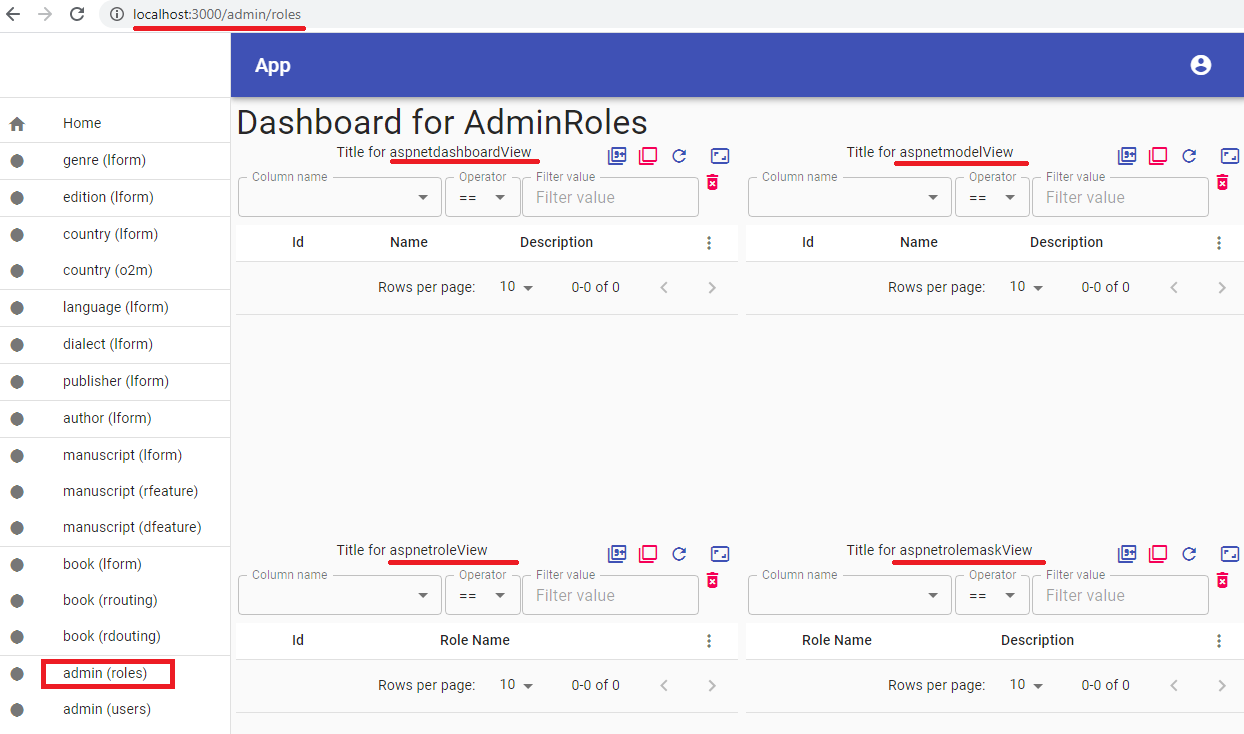 localhost:3000/admin/roles
App
Home
genre (lform)
edition (lform)
country (lform)
country (o2m)
language (lform)
dialect (lform)
publisher (lform)
author (lform)
manuscript (lform)
manuscript (rfeature)
manuscript (dfeature)
book (lform)
book (rrouting)
book (rdouting)
admin (roles)
admin (users)
Dashboard for AdminRoles
Title for aspnetdashboardView
9+
Column name
Operator
==
Filter value
Filter value
Id Name Description
Rows per page: 10 0-0 of 0
Title for aspnetmodelView
9+
Column name
Operator
==
Filter value
Filter value
Id Name Description
Rows per page: 10 0-0 of 0
Title for aspnetroleView
9+
Column name
Operator
==
Filter value
Filter value
Id Role Name
Rows per page: 10 0-0 of 0
Title for aspnetrolemaskView
9+
Column name
Operator
==
Filter value
Filter value
Role Name Description
Rows per page: 10 0-0 of 0